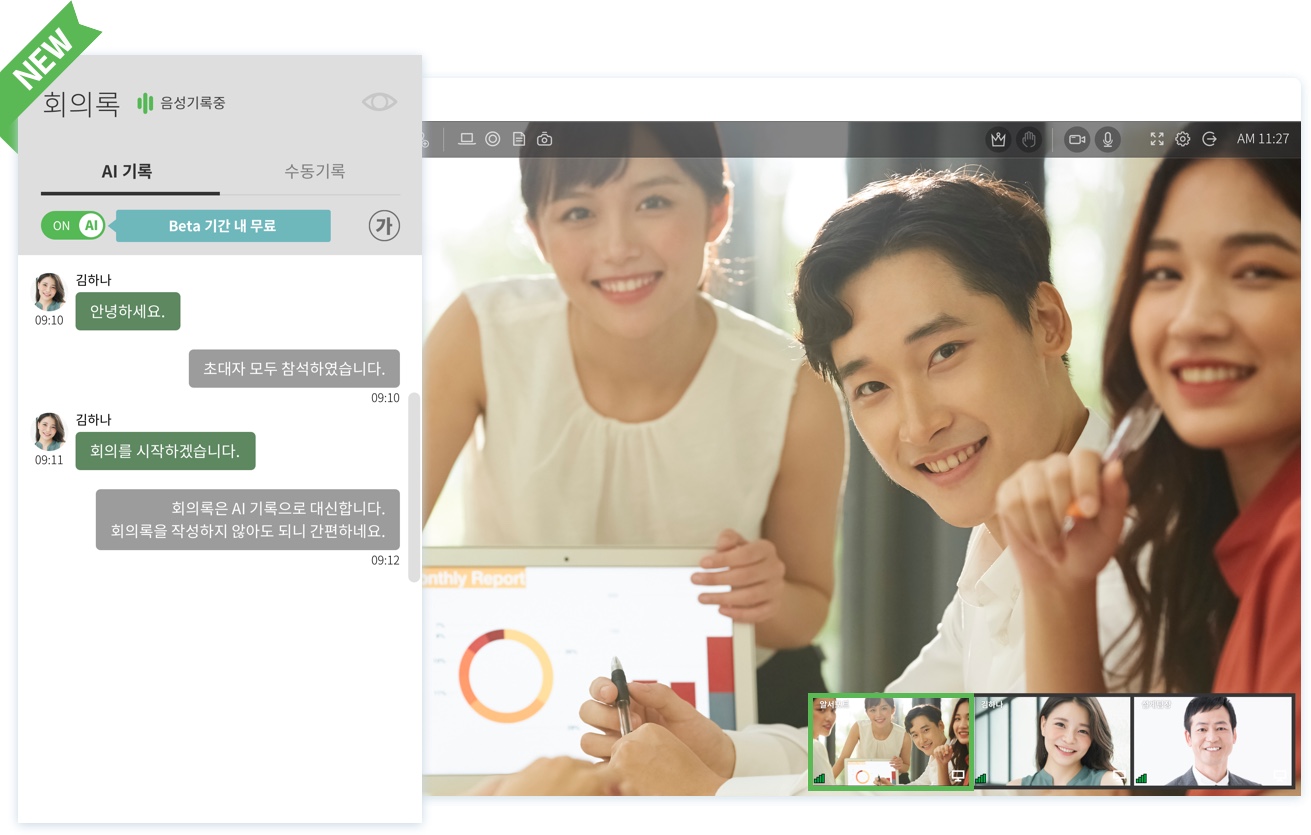 NEW
회의록
음성기록중
AI 기록
수동기록
ON AI
Beta 기간 내 무료
가
김하나
안녕하세요.
09:10
초대자 모두 참석하였습니다.
09:10
김하나
회의를 시작하겠습니다.
09:11
회의록은 AI 기록으로 대신합니다.
회의록을 작성하지 않아도 되니 간편하네요.
09:12
AM 11:27
onthly Report
김하나